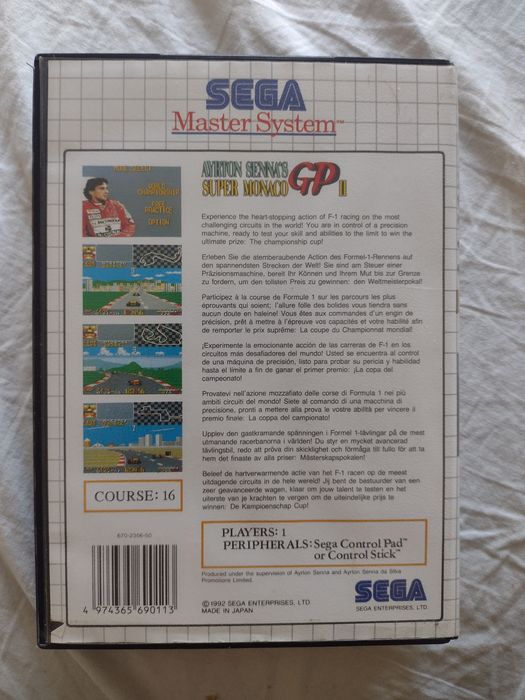 SEGA
Master System™
AYRTON SENNA'S
SUPER MONACO GP II
MODE SELECT
WORLD
CHAMPIONSHIP
FREE
PRACTICE
OPTION
Experience the heart-stopping action of F-1 racing on the most
challenging circuits in the world! You are in control of a precision
machine, ready to test your skill and abilities to the limit to win the
ultimate prize: The championship cup!
Erleben Sie die atemberaubende Action des Formel-1-Rennens auf
den spannendsten Strecken der Welt! Sie sind am Steuer einer
Präzisionsmaschine, bereit Ihr Können und Ihrem Mut bis zur Grenze
zu fordern, um den tollsten Preis zu gewinnen: den Weltmeisterpokal!
Participez à la course de Formule 1 sur les parcours les plus
éprouvants qui soient; l'allure folle des bolides vous tiendra sans
aucun doute en haleine! Vous êtes aux commandes d'un engin de
précision, prêt à mettre à l'épreuve vos capacités et votre habilité afin
de remporter le prix suprême: La coupe du Championnat mondial!
¡Experimente la emocionante acción de las carreras de F-1 en los
circuitos más desafiadores del mundo! Usted se encuentra al control
de una máquina de precisión, listo para probar su pericia y habilidad
hasta el límite a fin de ganar el primer premio: ¡La copa del
campeonato!
Provatevi nell'azione mozzafiato delle corse di Formula 1 nei più
ambiti circuiti del mondo! Siete al comando di una macchina di
precisione, pronti a mettere alla prova le vostre abilità per vincere il
premio finale: La coppa del campionato!
Upplev den gastkramande spänningen i Formel 1-tävlingar på de mest
utmanande racerbanorna i världen! Du styr en mycket avancerad
tävlingsbil, redo att pröva din skicklighet och förmåga till fullo för att ta
hem det finaste av alla priser: Mästerskapspokalen!
Beleef de hartverwarmende actie van het F-1 racen op de meest
uitdagende circuits in de hele wereld! Jij bent de bestuurder van een
zeer geavanceerde wagen, klaar om jouw talent te testen en het
uiterste van je krachten te vergen om de uiteindelijke prijs te
winnen: De Kampioenschap Cup!
COURSE: 16
670-2356-50
4 974365 690113
PLAYERS: 1
PERIPHERALS: Sega Control Pad™
or Control Stick™
Produced under the supervision of Ayrton Senna and Ayrton Senna da Silva
Promotions Limited.
© 1992 SEGA ENTERPRISES, LTD.
MADE IN JAPAN
SEGA
SEGA ENTERPRISES, LTD.